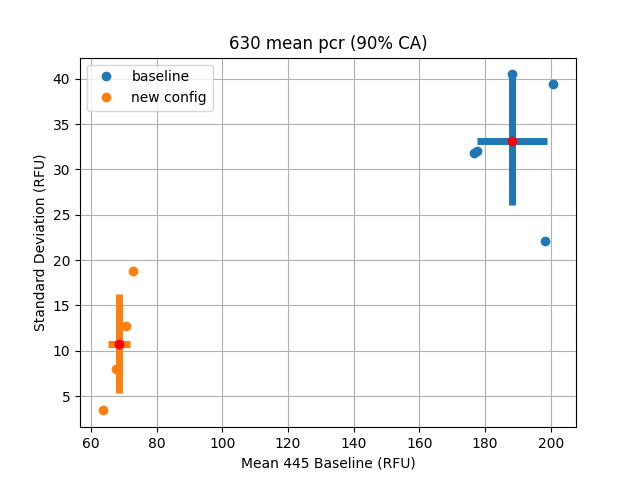 630 mean pcr (90% CA)
baseline
new config
40
35
30
25
20
15
10
5
Standard Deviation (RFU)
60 80 100 120 140 160 180 200
Mean 445 Baseline (RFU)